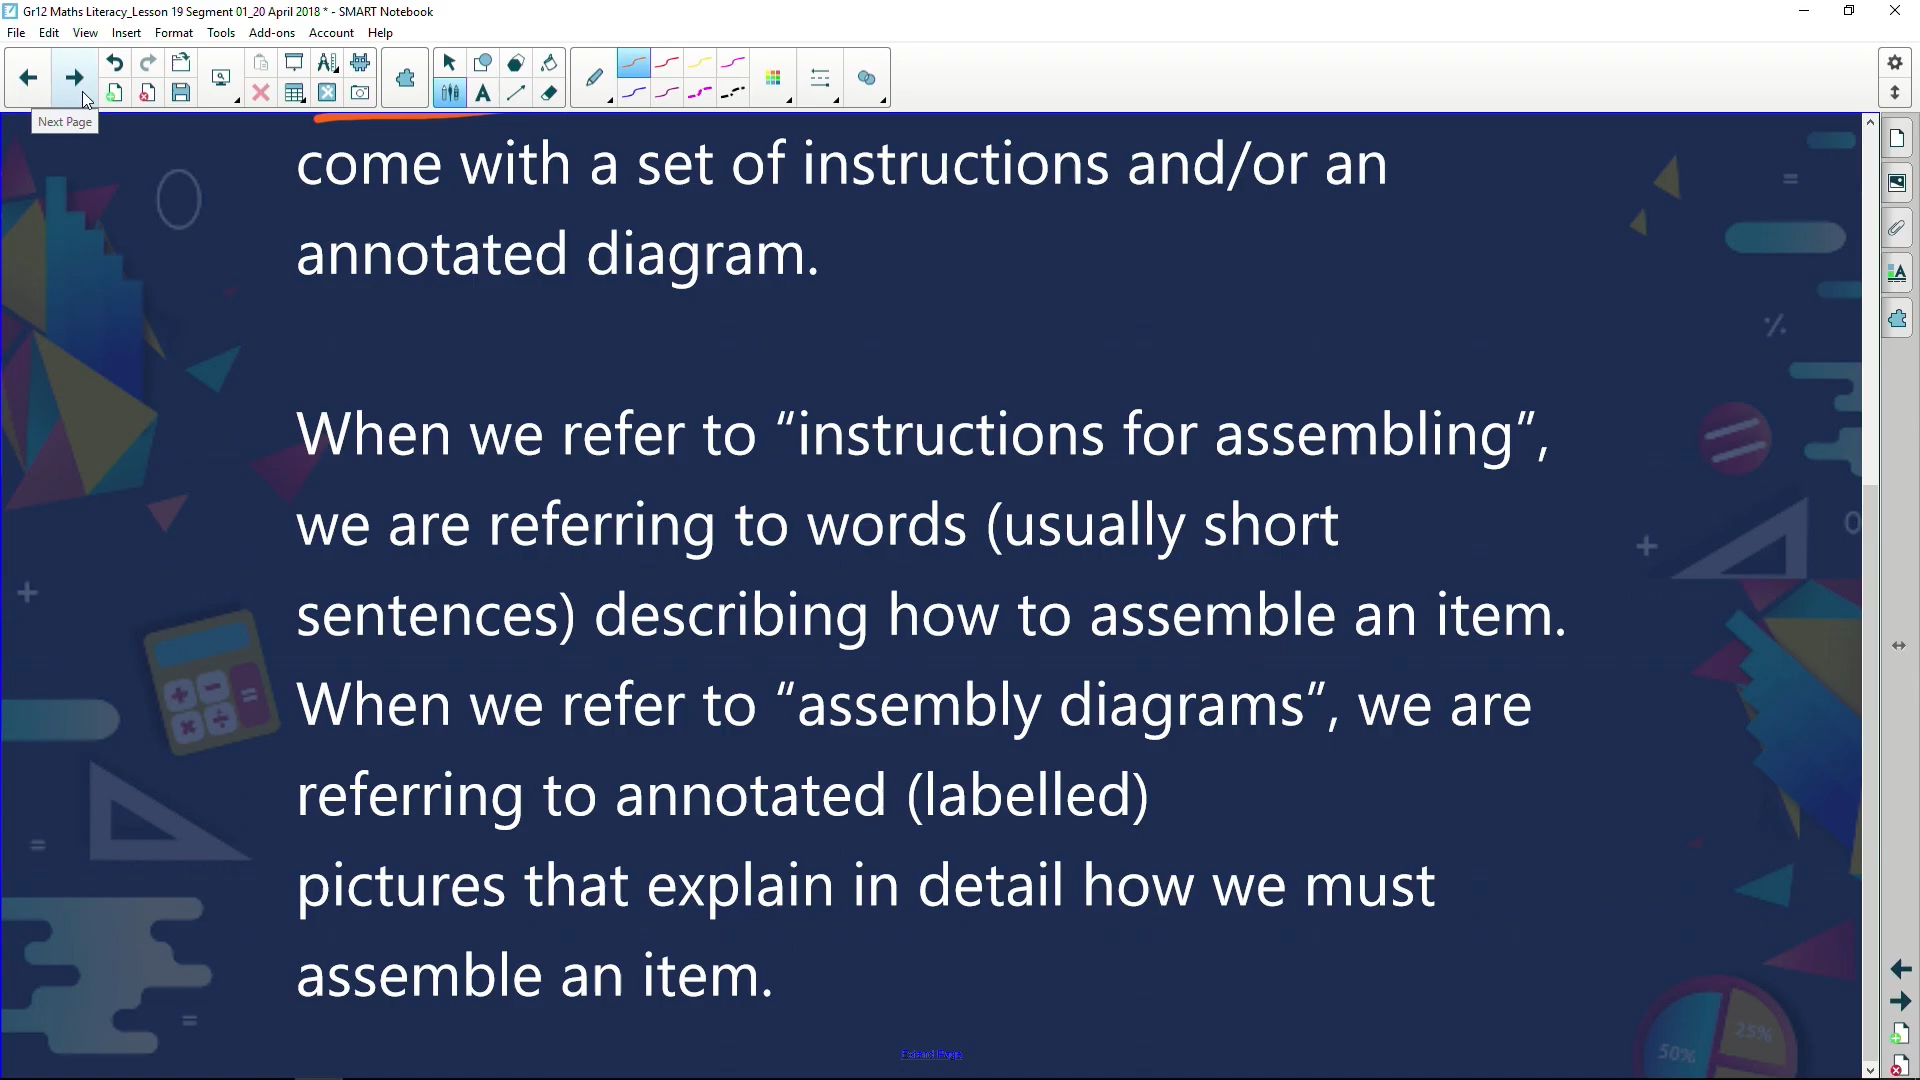 Gr12 Maths Literacy_Lesson 19 Segment 01_20 April 2018 * - SMART Notebook
File Edit View Insert Format Tools Add-ons Account Help
Next Page
come with a set of instructions and/or an
annotated diagram.
When we refer to “instructions for assembling”,
we are referring to words (usually short
sentences) describing how to assemble an item.
When we refer to “assembly diagrams”, we are
referring to annotated (labelled)
pictures that explain in detail how we must
assemble an item.
50% 25%
Extend Page